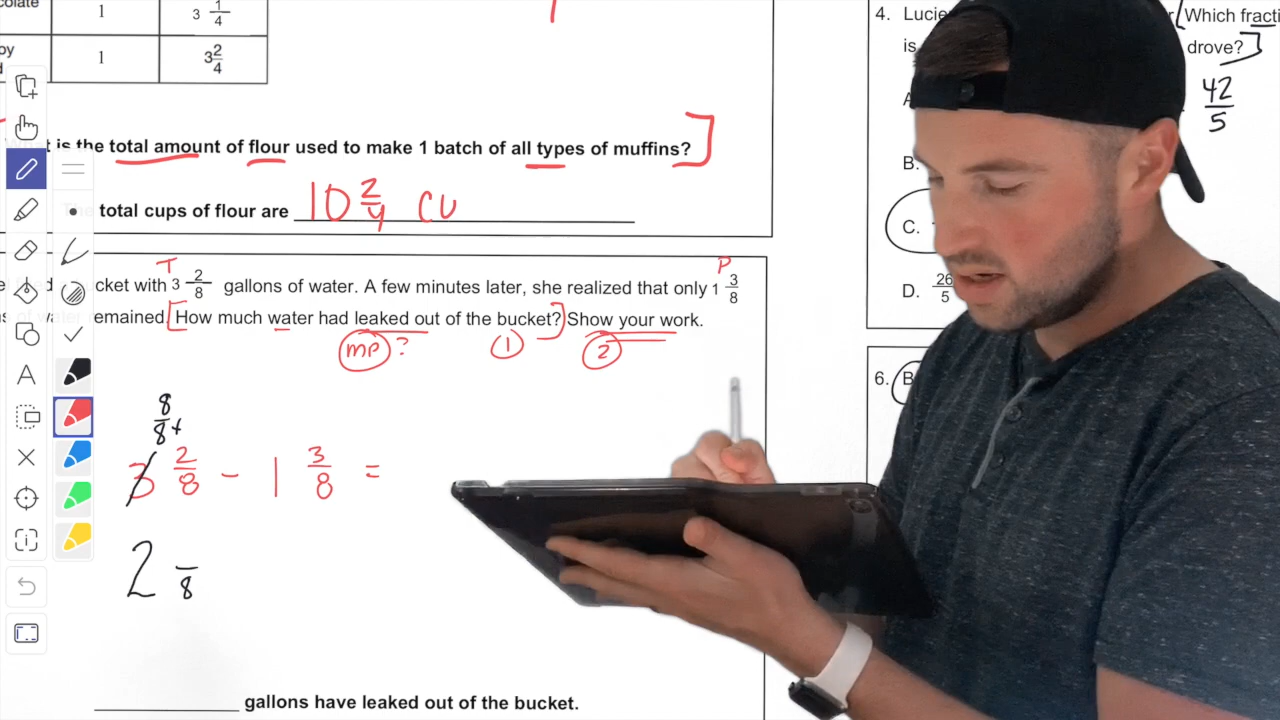 1 3 1/4
1 3 2/4
is the total amount of flour used to make 1 batch of all types of muffins? ]
total cups of flour are 10 2/4 cu
T P
cket with 3 2/8 gallons of water. A few minutes later, she realized that only 1 3/8
remained. [How much water had leaked out of the bucket?] Show your work.
mp ? 1 2
8/8 +
3 2/8 - 1 3/8 =
2 /8
gallons have leaked out of the bucket.
4. Lucie [Which fracti
is drove? ]
42/5
B.
C.
D. 26/5
6. B
A